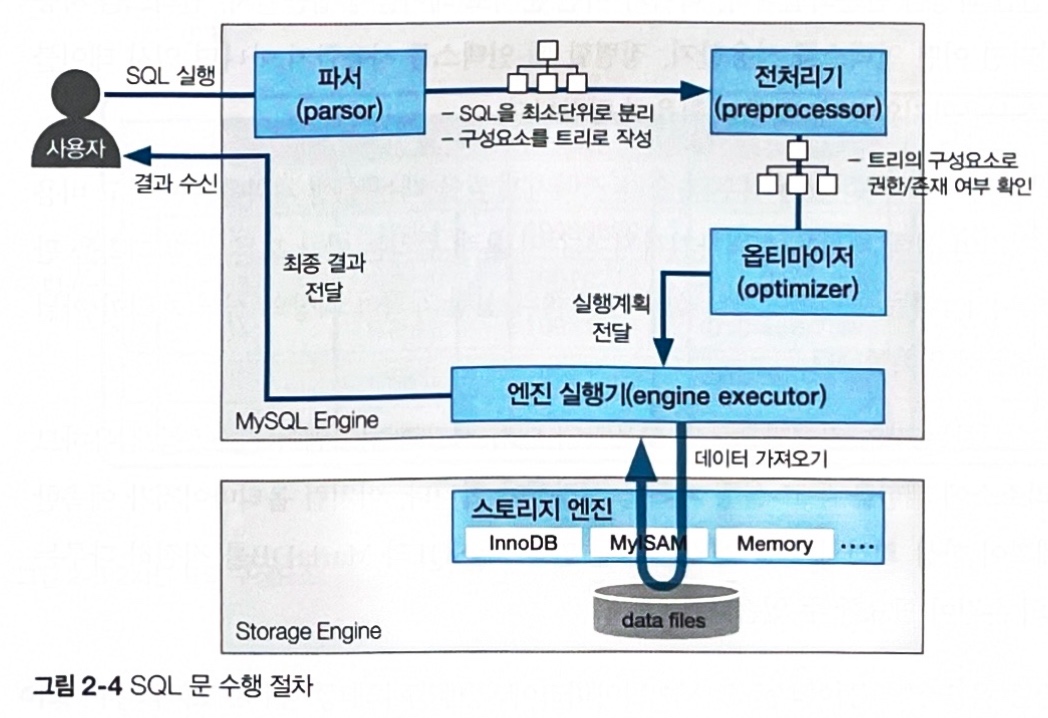 SQL 실행
파서
(parsor)
– SQL을 최소단위로 분리
– 구성요소를 트리로 작성
전처리기
(preprocessor)
사용자
결과 수신
– 트리의 구성요소로
권한/존재 여부 확인
최종 결과
전달
옵티마이저
(optimizer)
실행계획
전달
엔진 실행기(engine executor)
MySQL Engine
데이터 가져오기
스토리지 엔진
InnoDB
MyISAM
Memory
....
data files
Storage Engine
그림 2-4 SQL 문 수행 절차